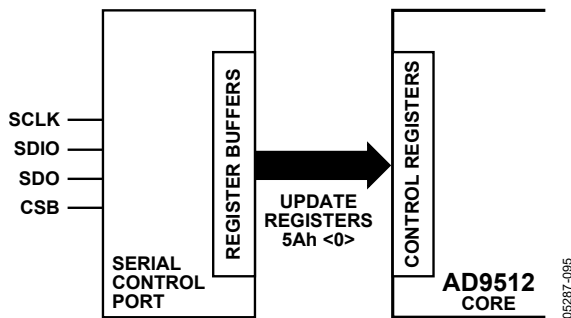 SCLK
SDIO
SDO
CSB
SERIAL
CONTROL
PORT
REGISTER BUFFERS
UPDATE
REGISTERS
5Ah <0>
CONTROL REGISTERS
AD9512
CORE
05287-095